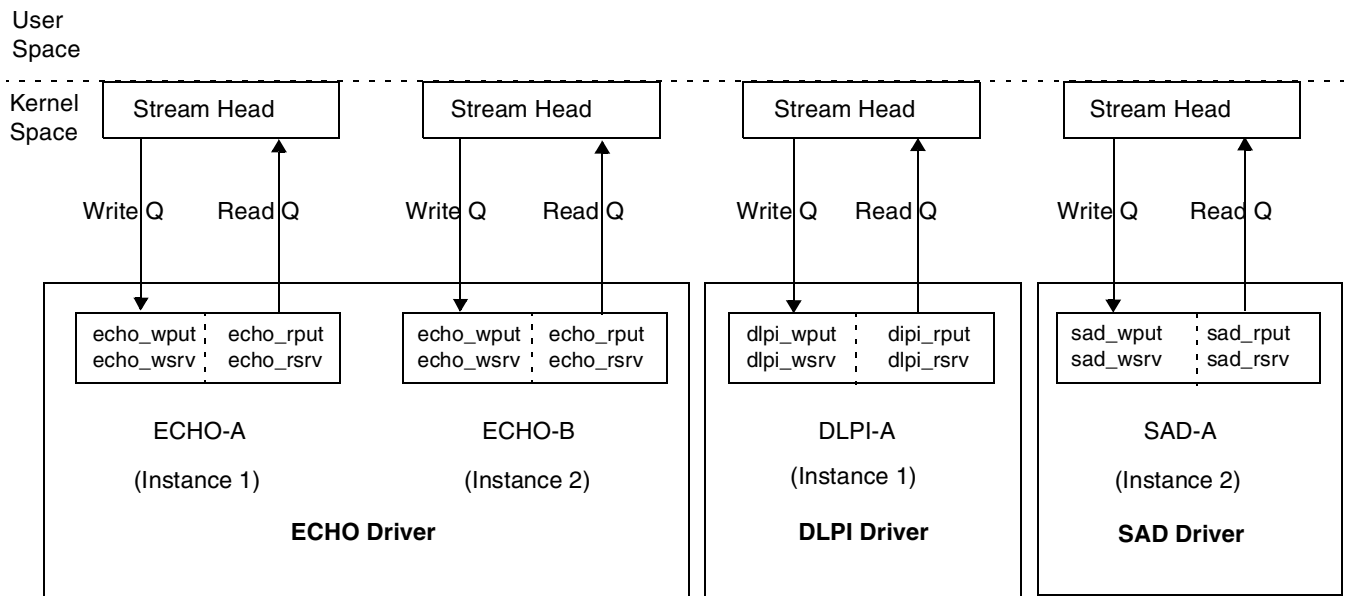 User
Space
Kernel
Space
Stream Head
Stream Head
Stream Head
Stream Head
Write Q
Read Q
Write Q
Read Q
Write Q
Read Q
Write Q
Read Q
echo_wput
echo_wsrv
echo_rput
echo_rsrv
echo_wput
echo_wsrv
echo_rput
echo_rsrv
dlpi_wput
dlpi_wsrv
dipi_rput
dlpi_rsrv
sad_wput
sad_wsrv
sad_rput
sad_rsrv
ECHO-A
(Instance 1)
ECHO-B
(Instance 2)
DLPI-A
(Instance 1)
SAD-A
(Instance 2)
ECHO Driver
DLPI Driver
SAD Driver